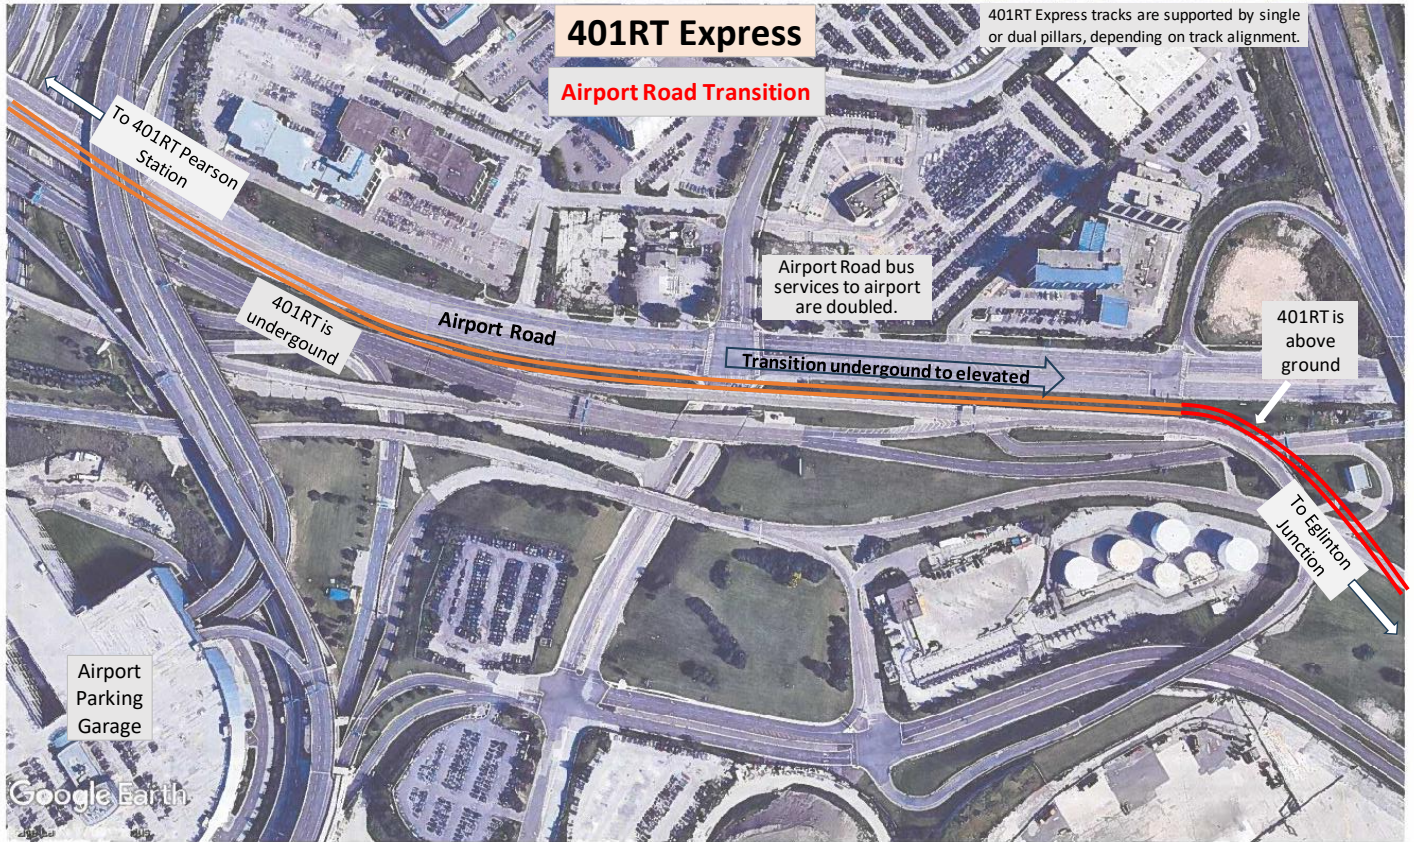 401RT Express
Airport Road Transition
401RT Express tracks are supported by single
or dual pillars, depending on track alignment.
To 401RT Pearson
Station
401RT is
undergound
Airport Road
Airport Road bus
services to airport
are doubled.
Transition undergound to elevated
401RT is
above
ground
To Eglinton
Junction
Airport
Parking
Garage
Google Earth